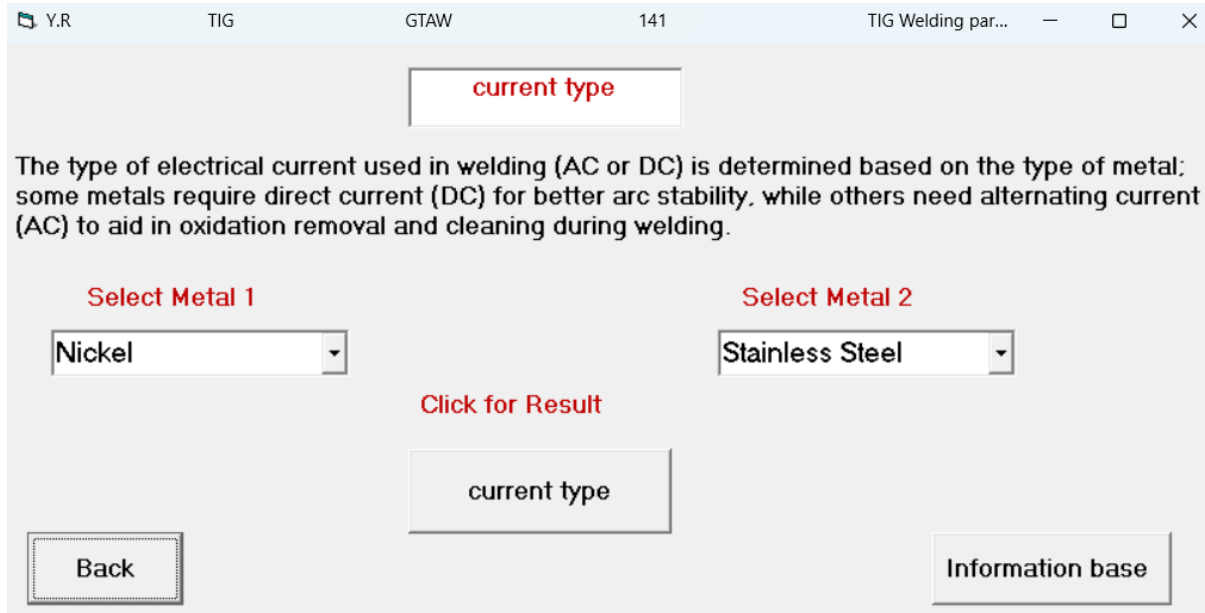 Y.R TIG GTAW 141 TIG Welding par...
current type
The type of electrical current used in welding (AC or DC) is determined based on the type of metal;
some metals require direct current (DC) for better arc stability, while others need alternating current
(AC) to aid in oxidation removal and cleaning during welding.
Select Metal 1 Select Metal 2
Nickel Stainless Steel
Click for Result
current type
Back Information base